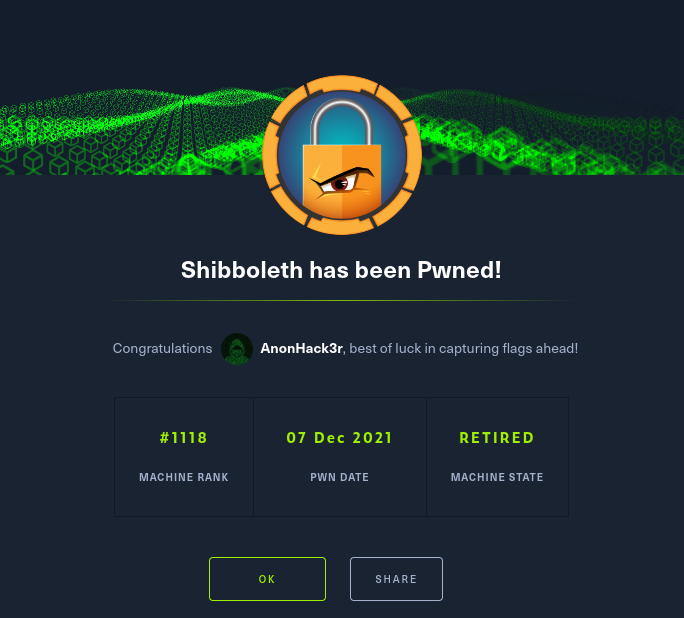 Shibboleth has been Pwned!
Congratulations AnonHack3r, best of luck in capturing flags ahead!
#1118 07 Dec 2021 RETIRED
MACHINE RANK PWN DATE MACHINE STATE
OK SHARE